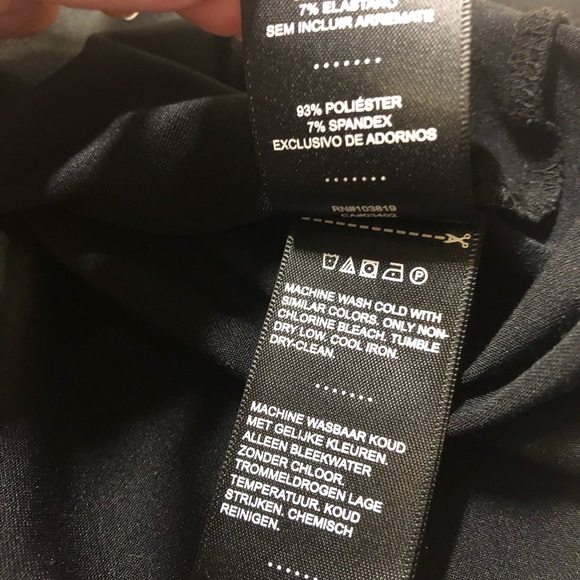 7% ELASTANO
SEM INCLUIR ARREMATE
.......
93% POLIÉSTER
7% SPANDEX
EXCLUSIVO DE ADORNOS
.......
RN#103819
CA#03402
MACHINE WASH COLD WITH
SIMILAR COLORS. ONLY NON-
CHLORINE BLEACH. TUMBLE
DRY LOW. COOL IRON.
DRY-CLEAN.
.......
MACHINE WASBAAR KOUD
MET GELIJKE KLEUREN.
ALLEEN BLEEKWATER
ZONDER CHLOOR.
TROMMELDROGEN LAGE
TEMPERATUUR. KOUD
STRIJKEN. CHEMISCH
REINIGEN.